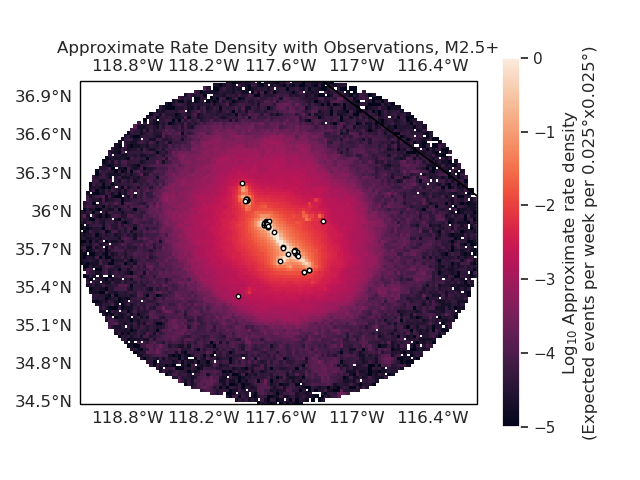 Approximate Rate Density with Observations, M2.5+
118.8°W 118.2°W 117.6°W 117°W 116.4°W
36.9°N
36.6°N
36.3°N
36°N
35.7°N
35.4°N
35.1°N
34.8°N
34.5°N
118.8°W 118.2°W 117.6°W 117°W 116.4°W
0
−1
−2
−3
−4
−5
Log₁₀ Approximate rate density
(Expected events per week per 0.025°x0.025°)